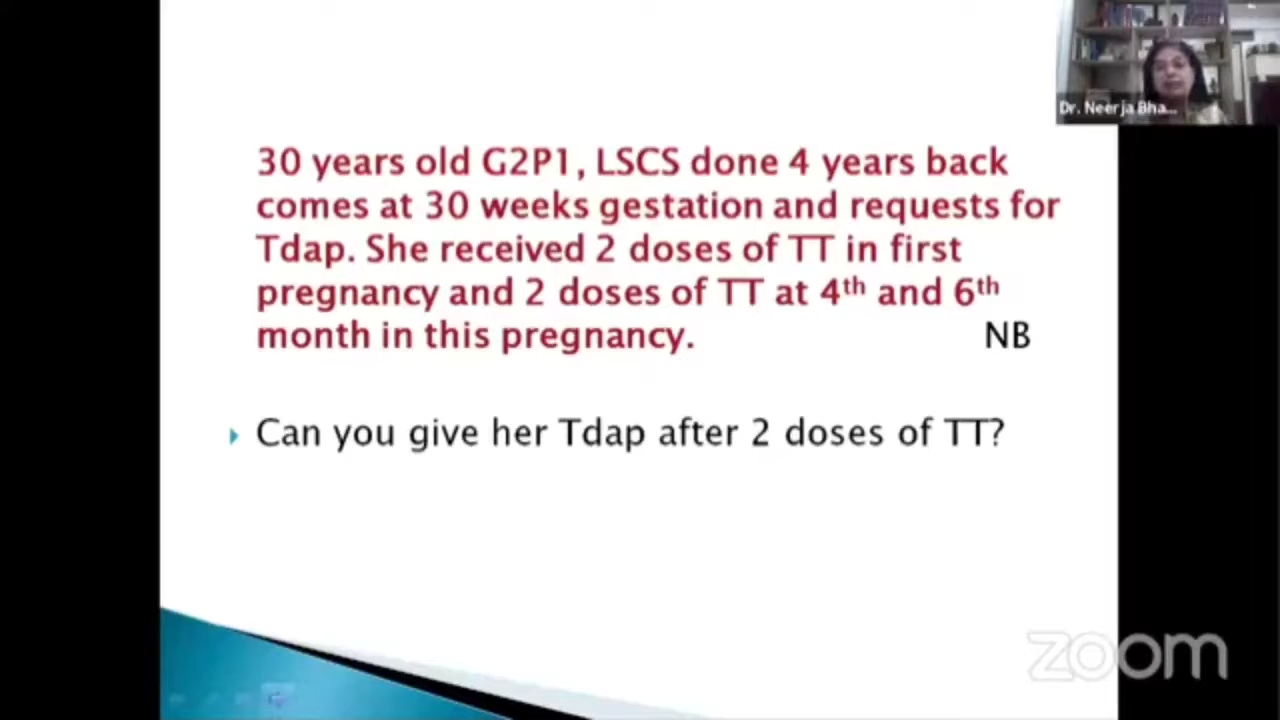 Dr. Neerja Bha...
30 years old G2P1, LSCS done 4 years back
comes at 30 weeks gestation and requests for
Tdap. She received 2 doses of TT in first
pregnancy and 2 doses of TT at 4th and 6th
month in this pregnancy. NB
Can you give her Tdap after 2 doses of TT?
zoom